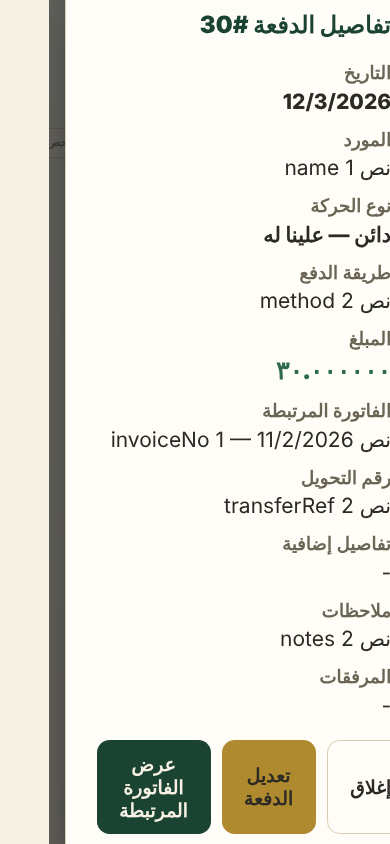 تفاصيل الدفعة #30
التاريخ
12/3/2026
المورد
نص name 1
نوع الحركة
دائن — علينا له
طريقة الدفع
نص method 2
المبلغ
٣٠.٠٠٠٠٠٠
الفاتورة المرتبطة
نص invoiceNo 1 — 11/2/2026
رقم التحويل
نص transferRef 2
تفاصيل إضافية
-
ملاحظات
نص notes 2
المرفقات
-
إغلاق
تعديل
الدفعة
عرض
الفاتورة
المرتبطة